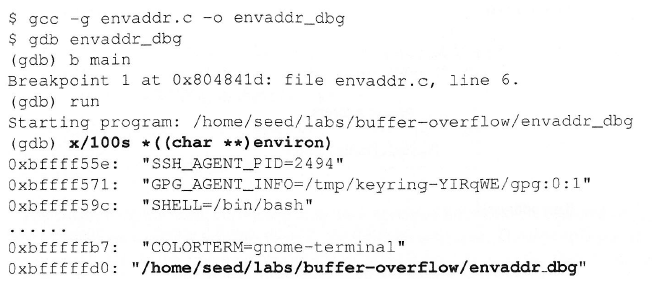 $ gcc -g envaddr.c -o envaddr_dbg
$ gdb envaddr_dbg
(gdb) b main
Breakpoint 1 at 0x804841d: file envaddr.c, line 6.
(gdb) run
Starting program: /home/seed/labs/buffer-overflow/envaddr_dbg
(gdb) x/100s *((char **)environ)
0xbffff55e: "SSH_AGENT_PID=2494"
0xbffff571: "GPG_AGENT_INFO=/tmp/keyring-YIRqWE/gpg:0:1"
0xbffff59c: "SHELL=/bin/bash"
......
0xbfffffb7: "COLORTERM=gnome-terminal"
0xbfffffd0: "/home/seed/labs/buffer-overflow/envaddr_dbg"